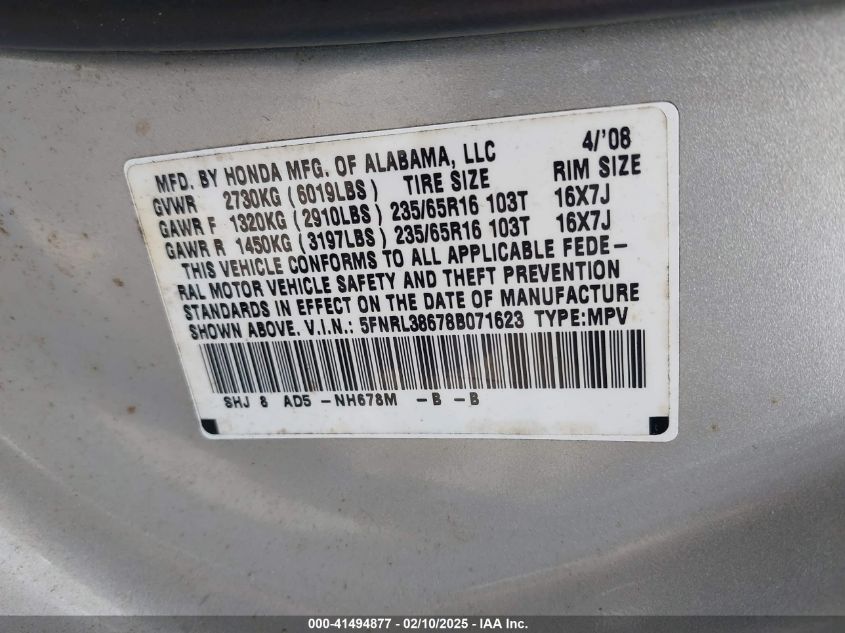 MFD. BY HONDA MFG. OF ALABAMA, LLC 4/'08
GVWR 2730KG (6019LBS) TIRE SIZE RIM SIZE
GAWR F 1320KG (2910LBS) 235/65R16 103T 16X7J
GAWR R 1450KG (3197LBS) 235/65R16 103T 16X7J
THIS VEHICLE CONFORMS TO ALL APPLICABLE FEDE-
RAL MOTOR VEHICLE SAFETY AND THEFT PREVENTION
STANDARDS IN EFFECT ON THE DATE OF MANUFACTURE
SHOWN ABOVE. V.I.N.: 5FNRL38678B071623 TYPE:MPV
SHJ 8 AD5 -NH678M -B -B
000-41494877 - 02/10/2025 - IAA Inc.